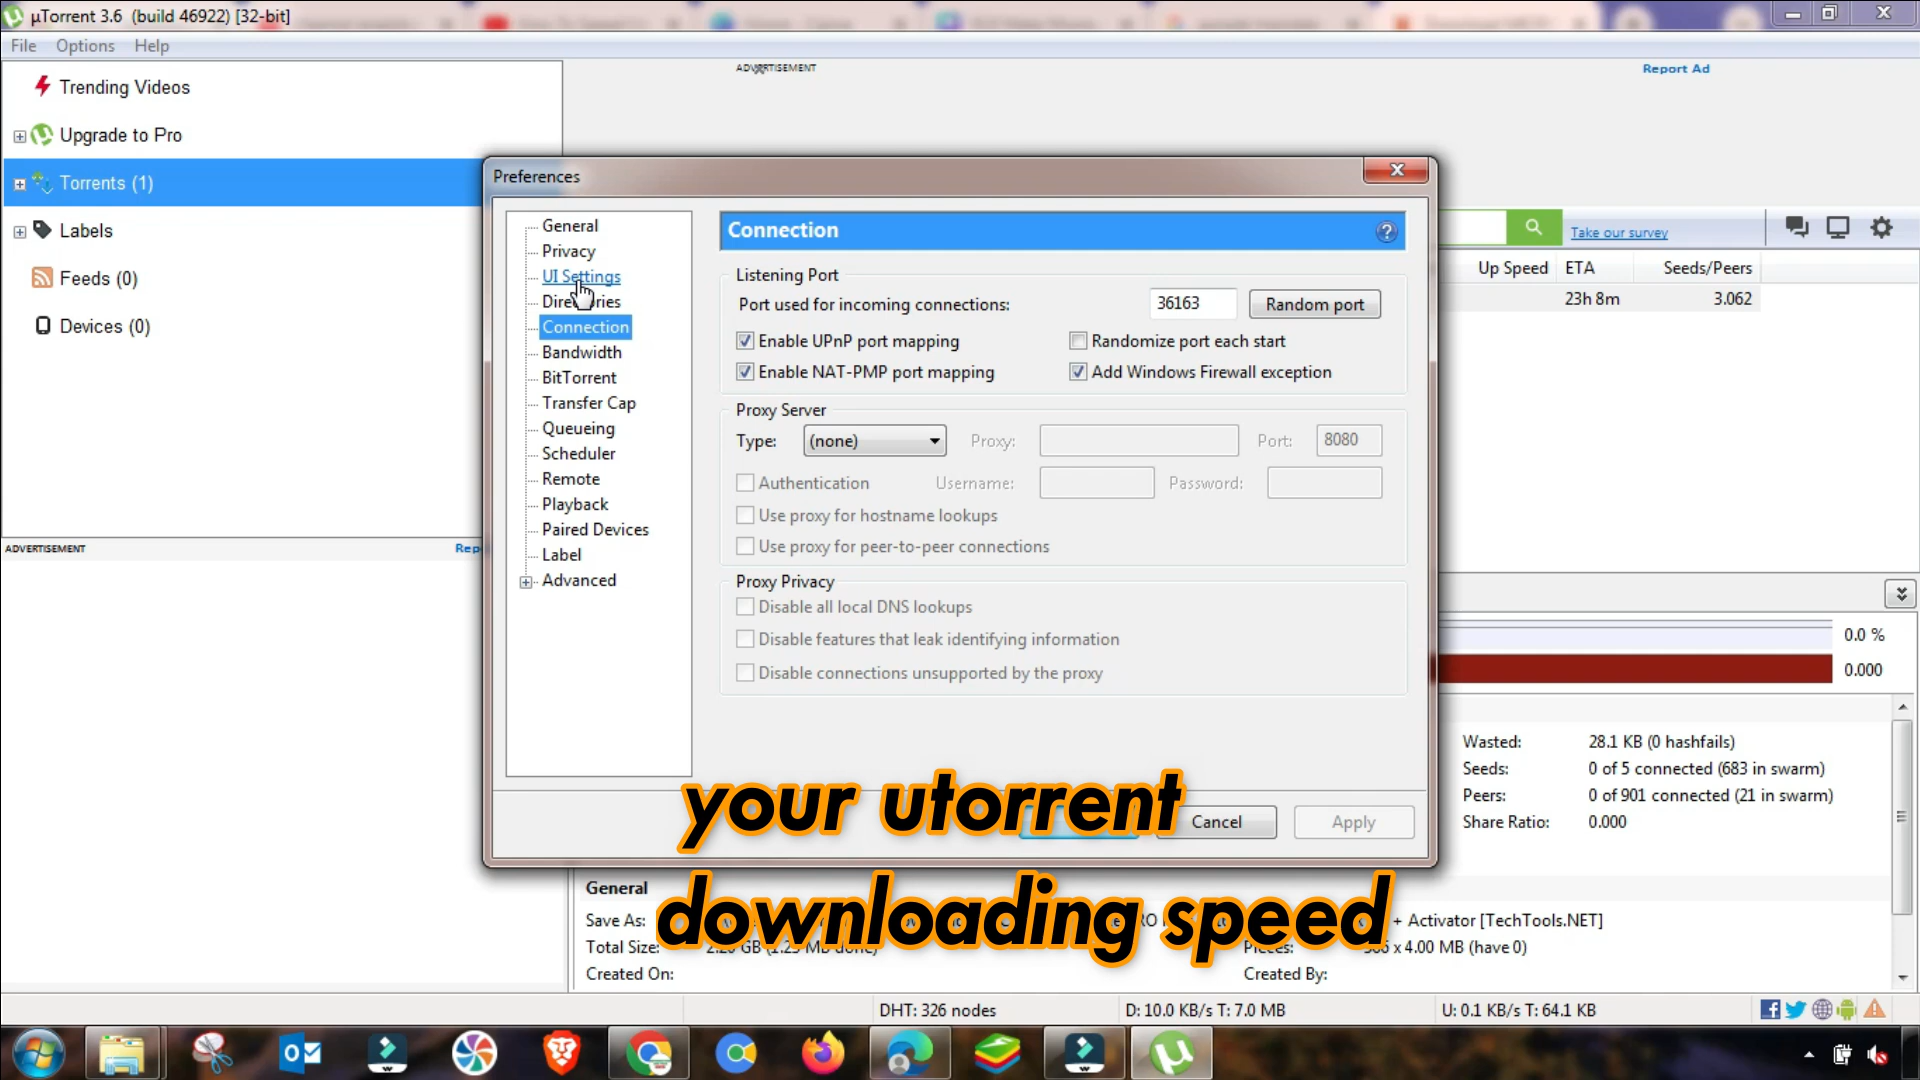 µTorrent 3.6 (build 46922) [32-bit]
File Options Help
Trending Videos
Upgrade to Pro
Torrents (1)
Labels
Feeds (0)
Devices (0)
ADVERTISEMENT
Report Ad
Take our survey
Up Speed ETA Seeds/Peers
23h 8m 3.062
Preferences
General
Privacy
UI Settings
Directories
Connection
Bandwidth
BitTorrent
Transfer Cap
Queueing
Scheduler
Remote
Playback
Paired Devices
Label
Advanced
Connection
Listening Port
Port used for incoming connections: 36163 Random port
Enable UPnP port mapping Randomize port each start
Enable NAT-PMP port mapping Add Windows Firewall exception
Proxy Server
Type: (none) Proxy: Port: 8080
Authentication Username: Password:
Use proxy for hostname lookups
Use proxy for peer-to-peer connections
Proxy Privacy
Disable all local DNS lookups
Disable features that leak identifying information
Disable connections unsupported by the proxy
Cancel Apply
your utorrent
downloading speed
ADVERTISEMENT
0.0 %
0.000
Wasted: 28.1 KB (0 hashfails)
Seeds: 0 of 5 connected (683 in swarm)
Peers: 0 of 901 connected (21 in swarm)
Share Ratio: 0.000
General
Save As: + Activator [TechTools.NET]
Total Size: x 4.00 MB (have 0)
Created On: Created By:
DHT: 326 nodes D: 10.0 KB/s T: 7.0 MB U: 0.1 KB/s T: 64.1 KB